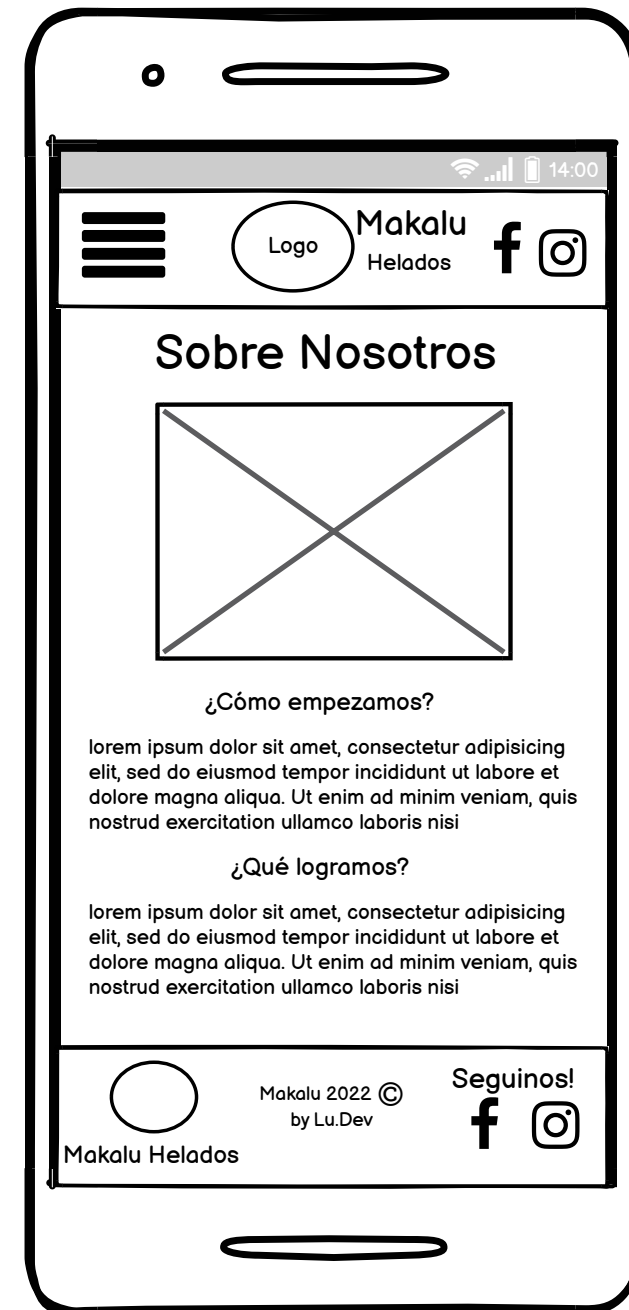 14:00
Logo
Makalu
Helados
Sobre Nosotros
¿Cómo empezamos?
lorem ipsum dolor sit amet, consectetur adipisicing
elit, sed do eiusmod tempor incididunt ut labore et
dolore magna aliqua. Ut enim ad minim veniam, quis
nostrud exercitation ullamco laboris nisi
¿Qué logramos?
lorem ipsum dolor sit amet, consectetur adipisicing
elit, sed do eiusmod tempor incididunt ut labore et
dolore magna aliqua. Ut enim ad minim veniam, quis
nostrud exercitation ullamco laboris nisi
Makalu Helados
Makalu 2022 ©
by Lu.Dev
Seguinos!